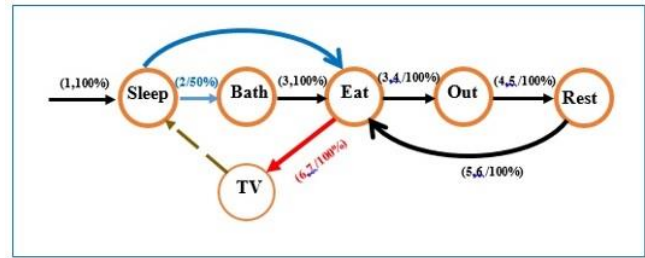 (1,100%)
Sleep
(2/50%)
Bath
(3,100%)
Eat
(3,4,/100%)
Out
(4,5,/100%)
Rest
(6,7,/100%)
(5,6,/100%)
TV